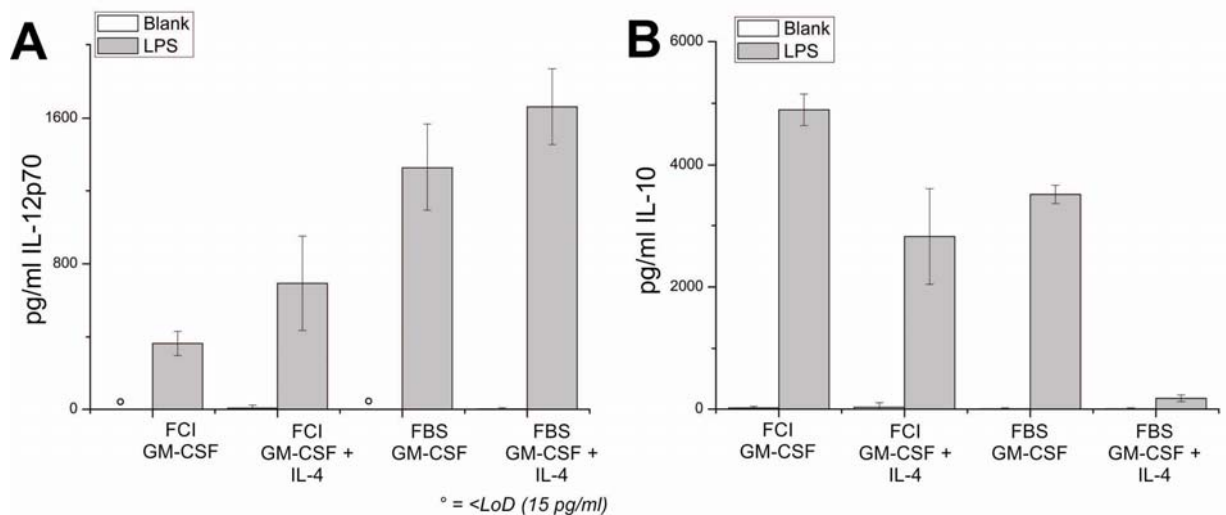 A
Blank
LPS
pg/ml IL-12p70
1600
800
0
FCI
GM-CSF
FCI
GM-CSF +
IL-4
FBS
GM-CSF
FBS
GM-CSF +
IL-4
° = <LoD (15 pg/ml)
B
Blank
LPS
pg/ml IL-10
6000
4000
2000
0
FCI
GM-CSF
FCI
GM-CSF +
IL-4
FBS
GM-CSF
FBS
GM-CSF +
IL-4